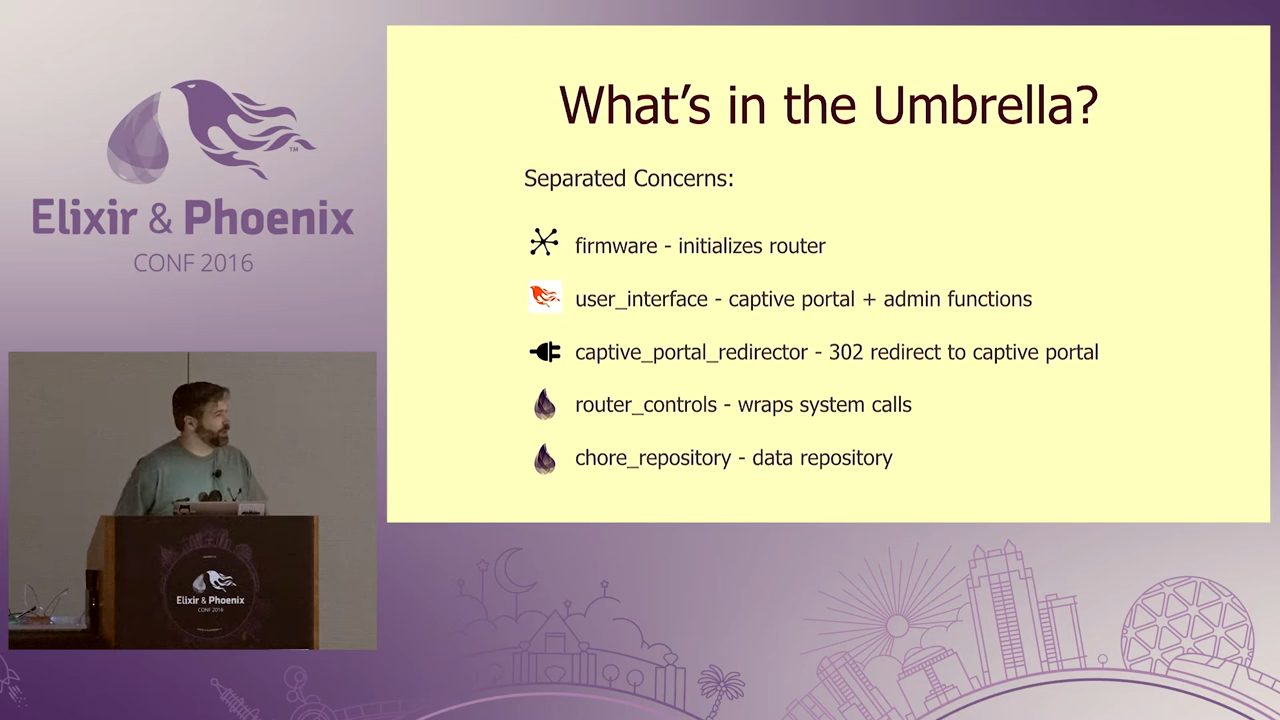 Elixir & Phoenix
TM
CONF 2016
What's in the Umbrella?
Separated Concerns:
firmware - initializes router
user_interface - captive portal + admin functions
captive_portal_redirector - 302 redirect to captive portal
router_controls - wraps system calls
chore_repository - data repository
Elixir & Phoenix
CONF 2016